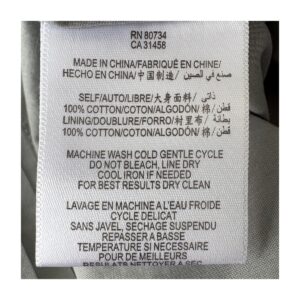 RN 80734
CA 31458
MADE IN CHINA/FABRIQUÉ EN CHINE/
HECHO EN CHINA/中国制造/ صنع في الصين
SELF/AUTO/LIBRE/大身面料/ ذاتي
100% COTTON/COTON/ALGODÓN/棉/ قطن
LINING/DOUBLURE/FORRO/衬里布/ بطانة
100% COTTON/COTON/ALGODÓN/棉/ قطن
MACHINE WASH COLD GENTLE CYCLE
DO NOT BLEACH, LINE DRY
COOL IRON IF NEEDED
FOR BEST RESULTS DRY CLEAN
LAVAGE EN MACHINE A L'EAU FROIDE
CYCLE DELICAT
SANS JAVEL, SÉCHAGE SUSPENDU
REPASSER A BASSE
TEMPERATURE SI NECESSAIRE
POUR DE MEILLEURS
RESULTATS NETTOYER A SEC